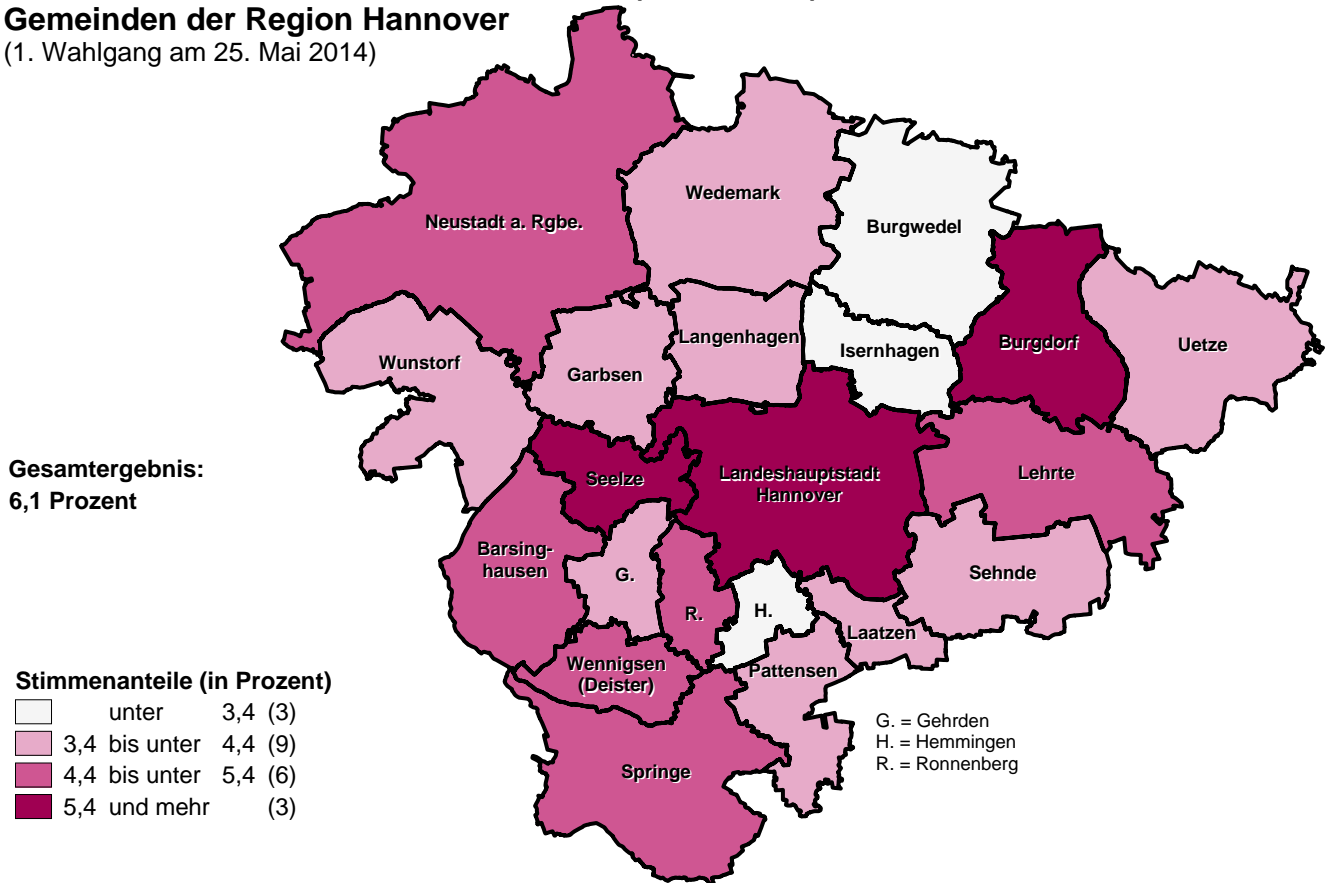 Gemeinden der Region Hannover
(1. Wahlgang am 25. Mai 2014)
Wedemark
Neustadt a. Rgbe.
Burgwedel
Langenhagen
Isernhagen
Burgdorf
Uetze
Wunstorf
Garbsen
Gesamtergebnis:
6,1 Prozent
Seelze
Landeshauptstadt
Hannover
Lehrte
Barsing-
hausen
G.
Sehnde
R.
H.
Laatzen
Wennigsen
(Deister)
Pattensen
Springe
Stimmenanteile (in Prozent)
unter 3,4 (3)
3,4 bis unter 4,4 (9)
4,4 bis unter 5,4 (6)
5,4 und mehr (3)
G. = Gehrden
H. = Hemmingen
R. = Ronnenberg